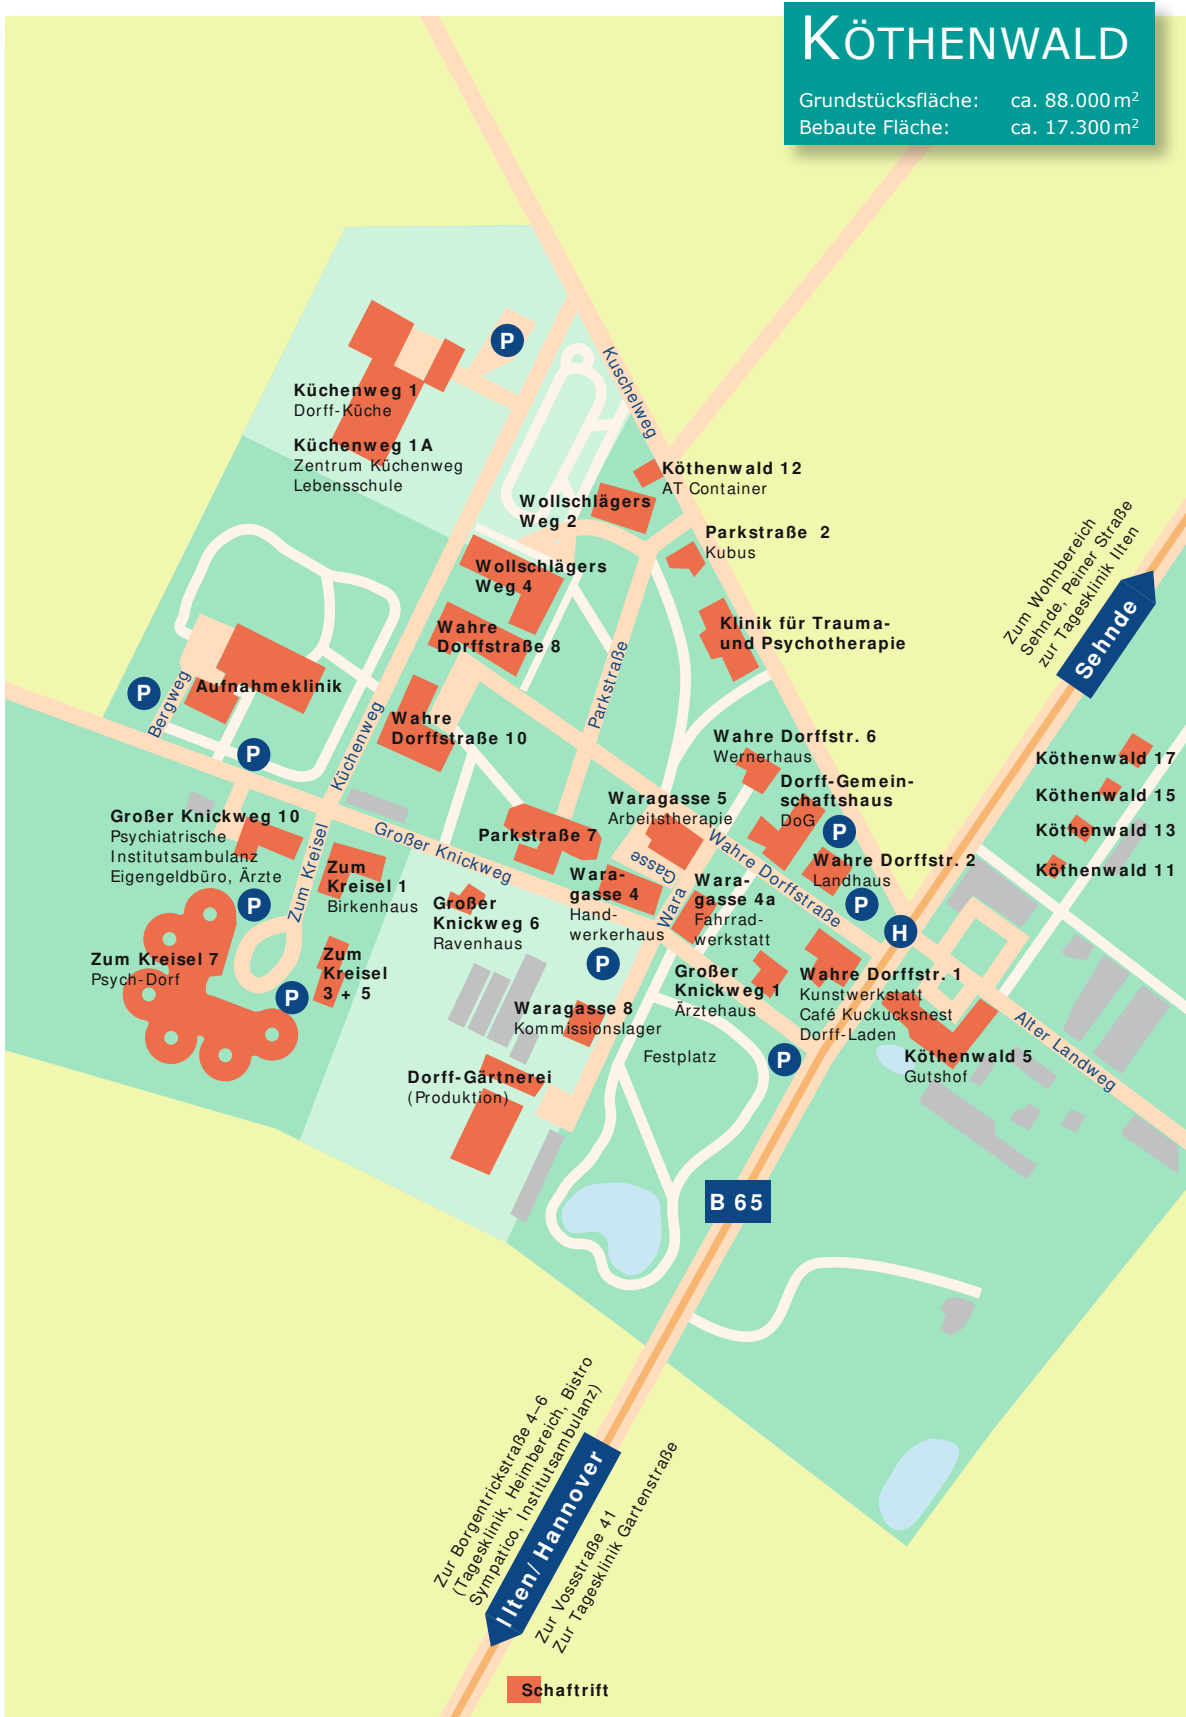 KÖTHENWALD
Grundstücksfläche: ca. 88.000 m²
Bebaute Fläche: ca. 17.300 m²
P
Kuschelweg
Küchenweg 1
Dorff-Küche
Küchenweg 1A
Zentrum Küchenweg
Lebensschule
Köthenwald 12
AT Container
Wollschlägers
Weg 2
Parkstraße 2
Kubus
Wollschlägers
Weg 4
Zum Wohnbereich
Sehnde, Peiner Straße
zur Tagesklinik Ilten
Sehnde
Wahre
Dorffstraße 8
Klinik für Trauma-
und Psychotherapie
Parkstraße
Aufnahmeklinik
P
Bergweg
Küchenweg
Wahre
Dorffstraße 10
P
Wahre Dorffstr. 6
Wernerhaus
Köthenwald 17
Köthenwald 15
Köthenwald 13
Köthenwald 11
Dorff-Gemein-
schaftshaus
DoG
P
Waragasse 5
Arbeitstherapie
Großer Knickweg 10
Psychiatrische
Institutsambulanz
Eigengeldbüro, Ärzte
Zum Kreisel
Großer Knickweg
Parkstraße 7
Wahre Dorffstraße
Wahre Dorffstr. 2
Landhaus
Zum
Kreisel 1
Birkenhaus
Wara-
gasse 4
Hand-
werkerhaus
Wara
Gasse
Wara-
gasse 4a
Fahrrad-
werkstatt
P
P
H
Großer
Knickweg 6
Ravenhaus
Zum Kreisel 7
Psych-Dorf
Zum
Kreisel
3 + 5
P
P
Großer
Knickweg 1
Ärztehaus
Wahre Dorffstr. 1
Kunstwerkstatt
Café Kuckucksnest
Dorff-Laden
Waragasse 8
Kommissionslager
Festplatz
P
Köthenwald 5
Gutshof
Alter Landweg
Dorff-Gärtnerei
(Produktion)
B 65
Zur Borgentrickstraße 4–6
(Tagesklinik, Heimbereich, Bistro
Sympatico, Institutsambulanz)
Ilten/Hannover
Zur Vossstraße 41
Zur Tagesklinik Gartenstraße
Schaftrift